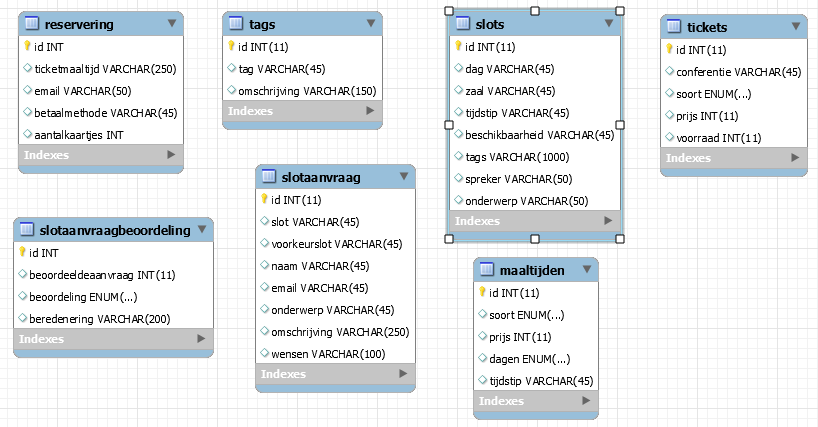 reservering
id INT
ticketmaaltijd VARCHAR(250)
email VARCHAR(50)
betaalmethode VARCHAR(45)
aantalkaartjes INT
Indexes
tags
id INT(11)
tag VARCHAR(45)
omschrijving VARCHAR(150)
Indexes
slots
id INT(11)
dag VARCHAR(45)
zaal VARCHAR(45)
tijdstip VARCHAR(45)
beschikbaarheid VARCHAR(45)
tags VARCHAR(1000)
spreker VARCHAR(50)
onderwerp VARCHAR(50)
Indexes
tickets
id INT(11)
conferentie VARCHAR(45)
soort ENUM(...)
prijs INT(11)
voorraad INT(11)
Indexes
slotaanvraagbeoordeling
id INT
beoordeeldeaanvraag INT(11)
beoordeling ENUM(...)
beredenering VARCHAR(200)
Indexes
slotaanvraag
id INT(11)
slot VARCHAR(45)
voorkeurslot VARCHAR(45)
naam VARCHAR(45)
email VARCHAR(45)
onderwerp VARCHAR(45)
omschrijving VARCHAR(250)
wensen VARCHAR(100)
Indexes
maaltijden
id INT(11)
soort ENUM(...)
prijs INT(11)
dagen ENUM(...)
tijdstip VARCHAR(45)
Indexes